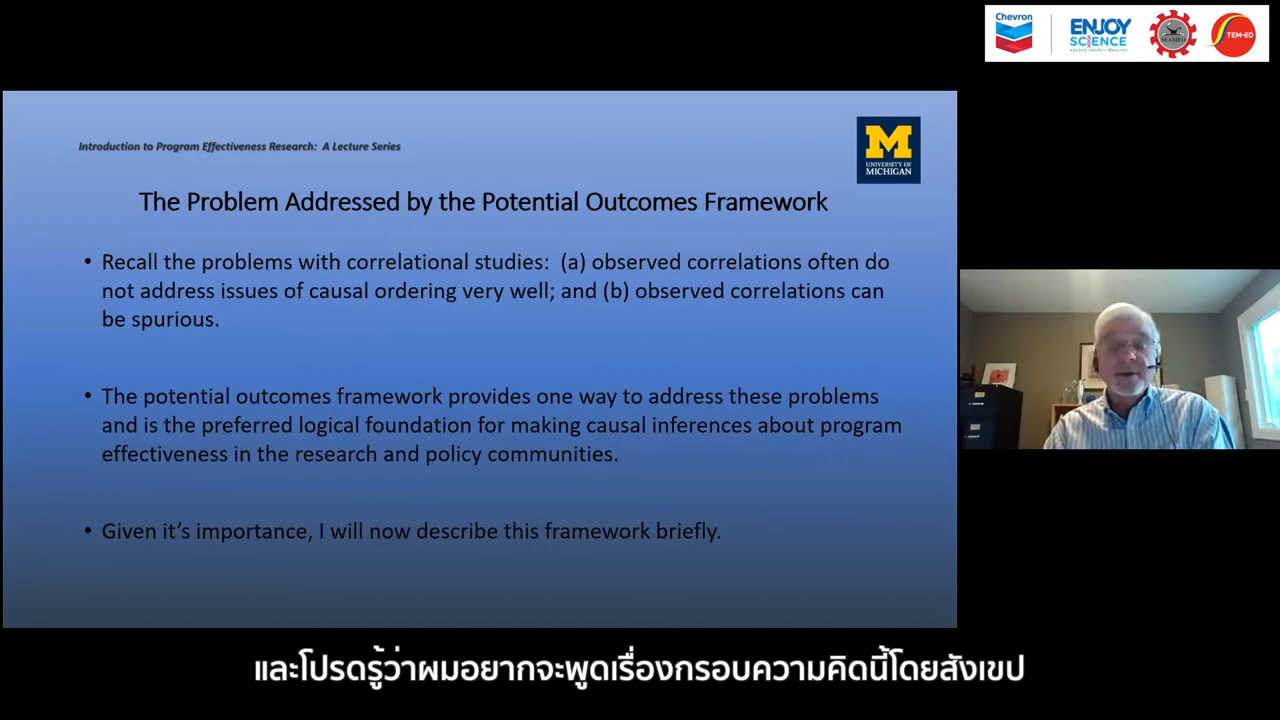 Chevron
ENJOY
SCIENCE
SEAMEO
STEM-ED
Introduction to Program Effectiveness Research: A Lecture Series
M
UNIVERSITY OF
MICHIGAN
The Problem Addressed by the Potential Outcomes Framework
• Recall the problems with correlational studies: (a) observed correlations often do
not address issues of causal ordering very well; and (b) observed correlations can
be spurious.
• The potential outcomes framework provides one way to address these problems
and is the preferred logical foundation for making causal inferences about program
effectiveness in the research and policy communities.
• Given it's importance, I will now describe this framework briefly.
และโปรดรู้ว่าผมอยากจะพูดเรื่องกรอบความคิดนี้โดยสังเขป